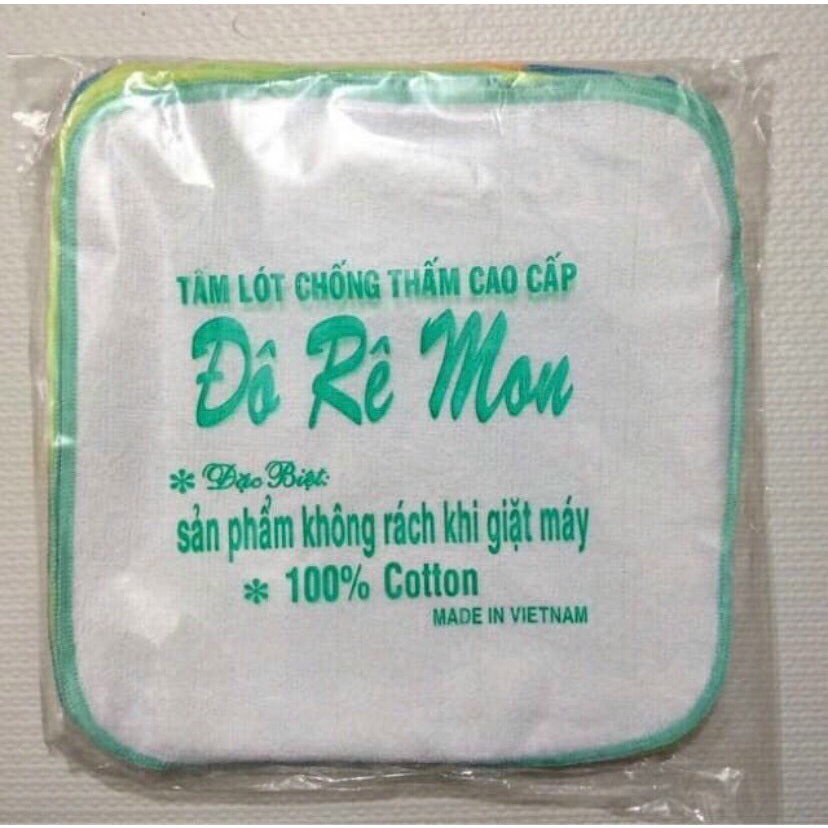 TẤM LÓT CHỐNG THẤM CAO CẤP
Đô Rê Mon
* Đặc Biệt:
sản phẩm không rách khi giặt máy
* 100% Cotton
MADE IN VIETNAM